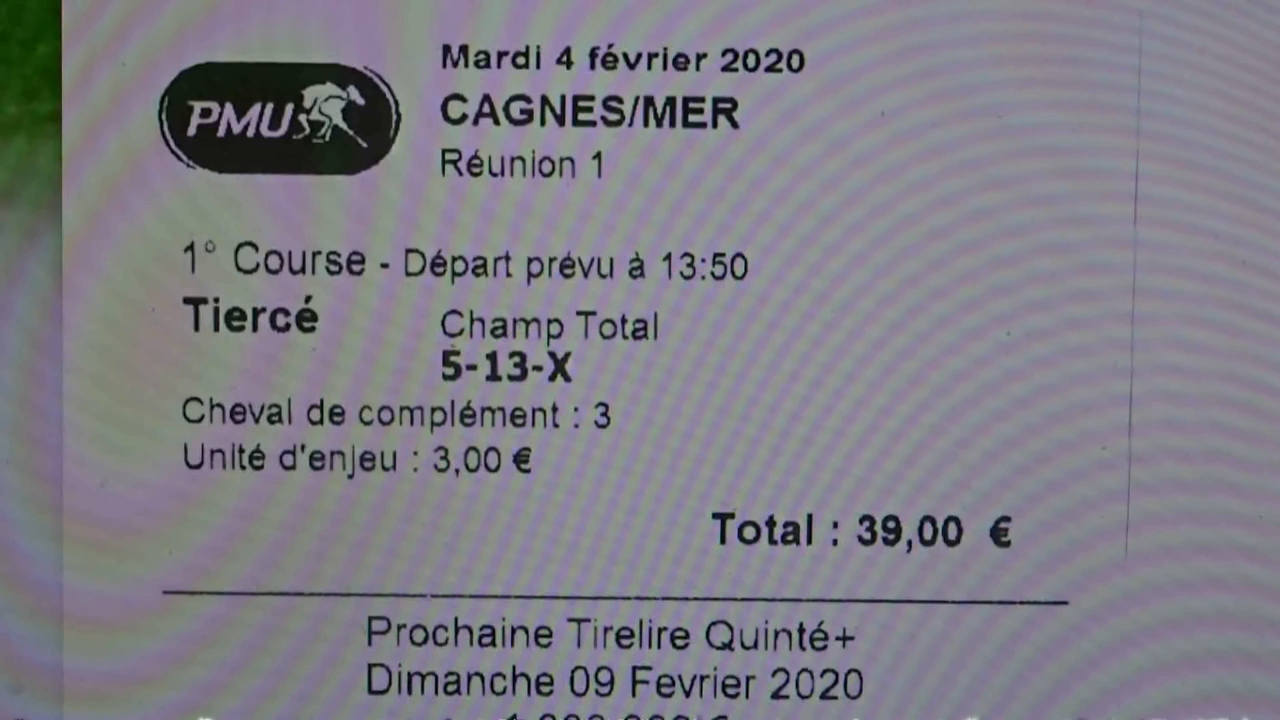 Mardi 4 février 2020
PMU
CAGNES/MER
Réunion 1
1° Course - Départ prévu à 13:50
Tiercé
Champ Total
5-13-X
Cheval de complément : 3
Unité d'enjeu : 3,00 €
Total : 39,00 €
Prochaine Tirelire Quinté+
Dimanche 09 Fevrier 2020